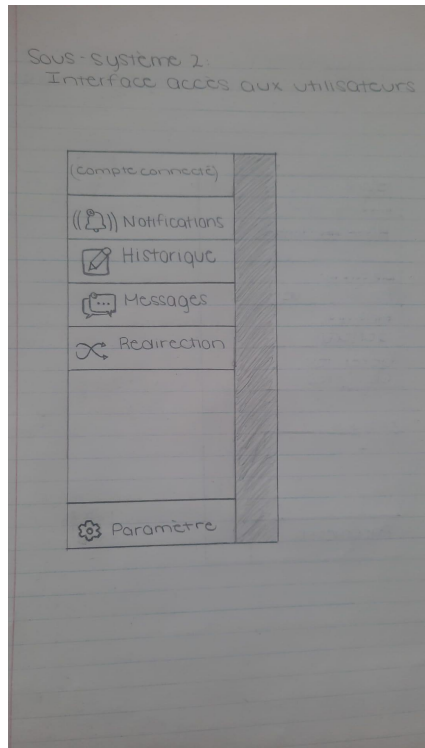 Sous-système 2:
Interface accès aux utilisateurs
(compte connecté)
Notifications
Historique
Messages
Redirection
Paramètre